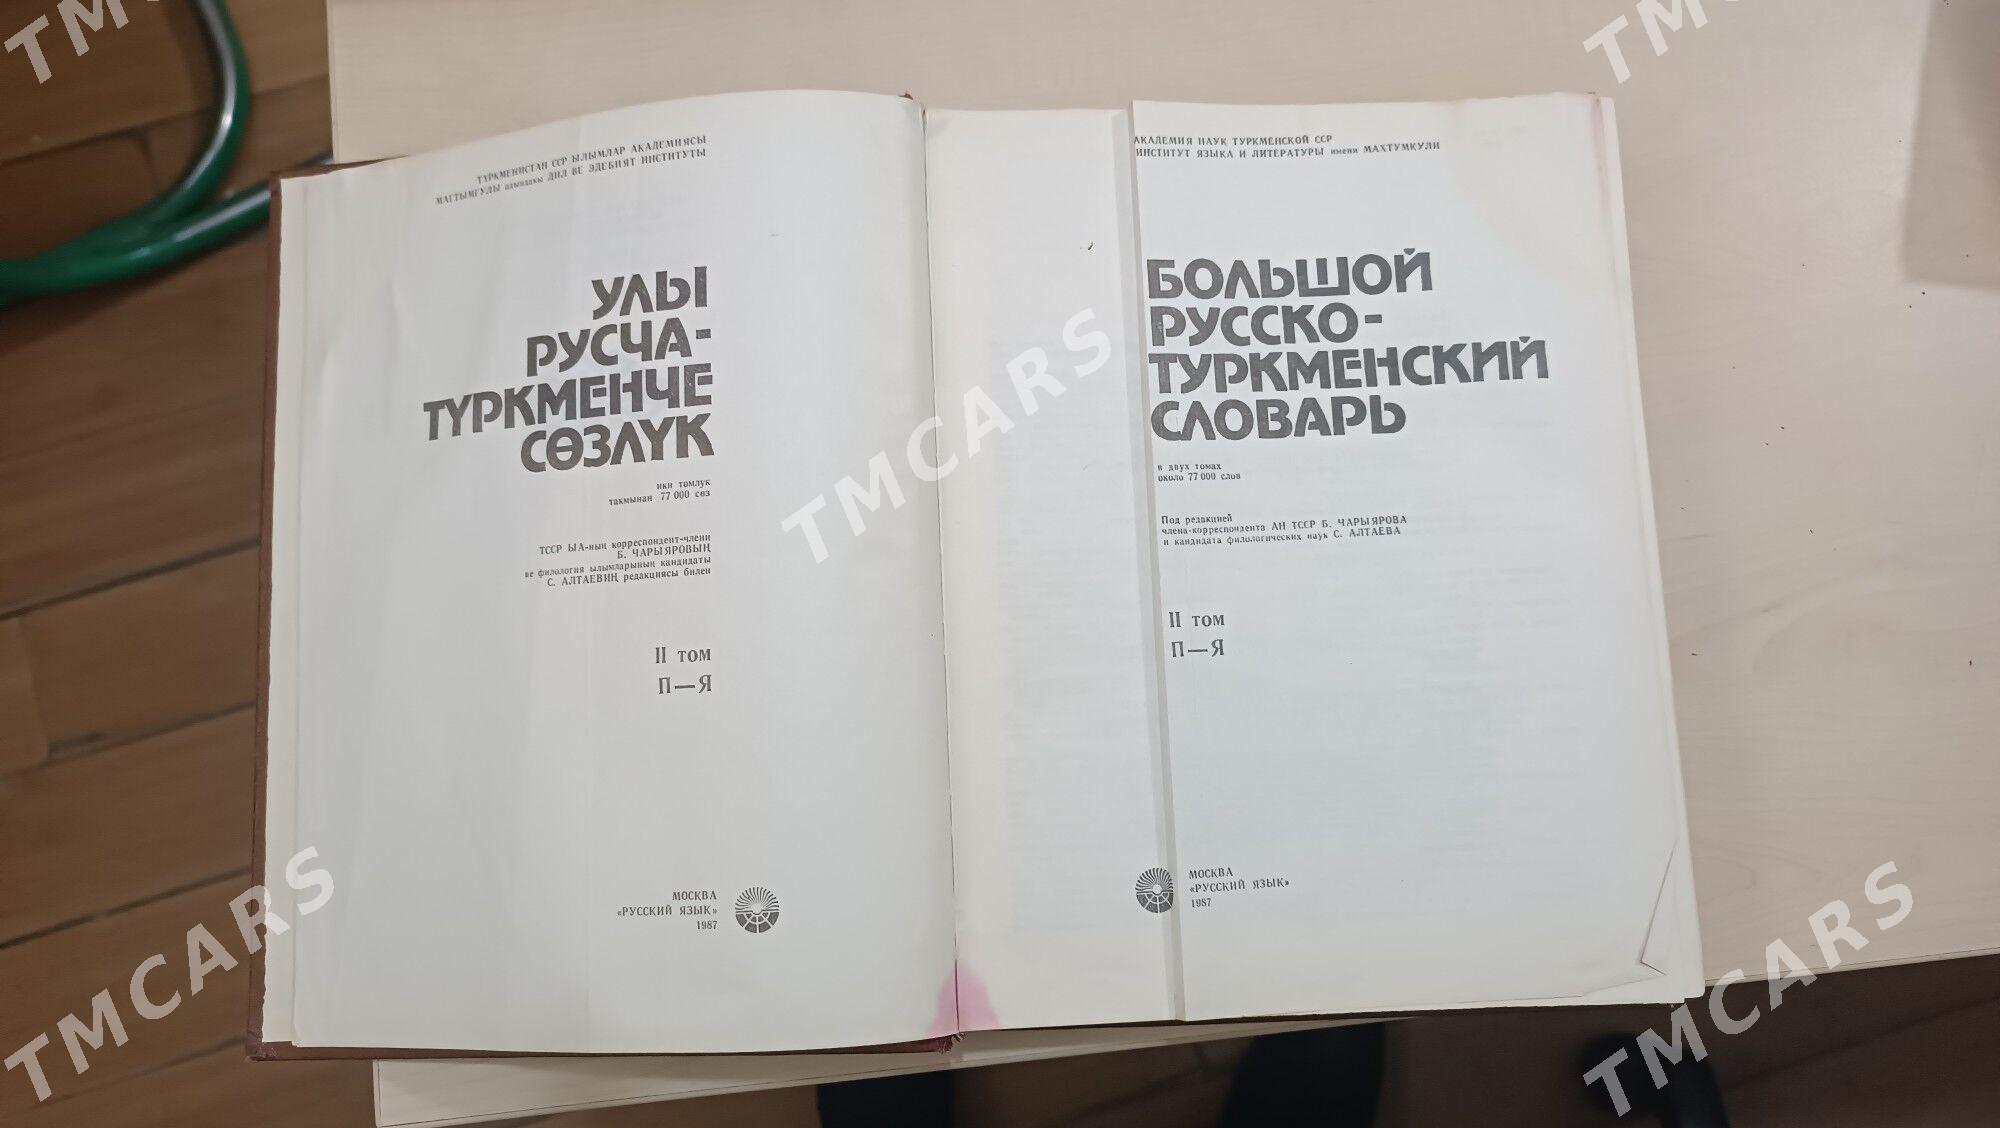 ТҮРКМЕНИСТАН ССР ЫЛЫМЛАР АКАДЕМИЯСЫ
МАГТЫМГУЛЫ адындакы ДИЛ ВЕ ЭДЕБИЯТ ИНСТИТУТЫ
УЛЫ
РУСЧА-
ТҮРКМЕНЧЕ
СӨЗЛҮК
ики томлук
такмынан 77 000 сөз
ТССР ЫА-ның корреспондент-члени
Б. ЧАРЫЯРОВЫҢ
ве филология ылымларының кандидаты
С. АЛТАЕВИҢ редакциясы билен
II том
П—Я
МОСКВА
«РУССКИЙ ЯЗЫК»
1987
АКАДЕМИЯ НАУК ТУРКМЕНСКОЙ ССР
ИНСТИТУТ ЯЗЫКА И ЛИТЕРАТУРЫ имени МАХТУМКУЛИ
БОЛЬШОЙ
РУССКО-
ТУРКМЕНСКИЙ
СЛОВАРЬ
в двух томах
около 77 000 слов
Под редакцией
члена-корреспондента АН ТССР Б. ЧАРЫЯРОВА
и кандидата филологических наук С. АЛТАЕВА
II том
П—Я
МОСКВА
«РУССКИЙ ЯЗЫК»
1987
TMCARS
TMCARS
TMCARS